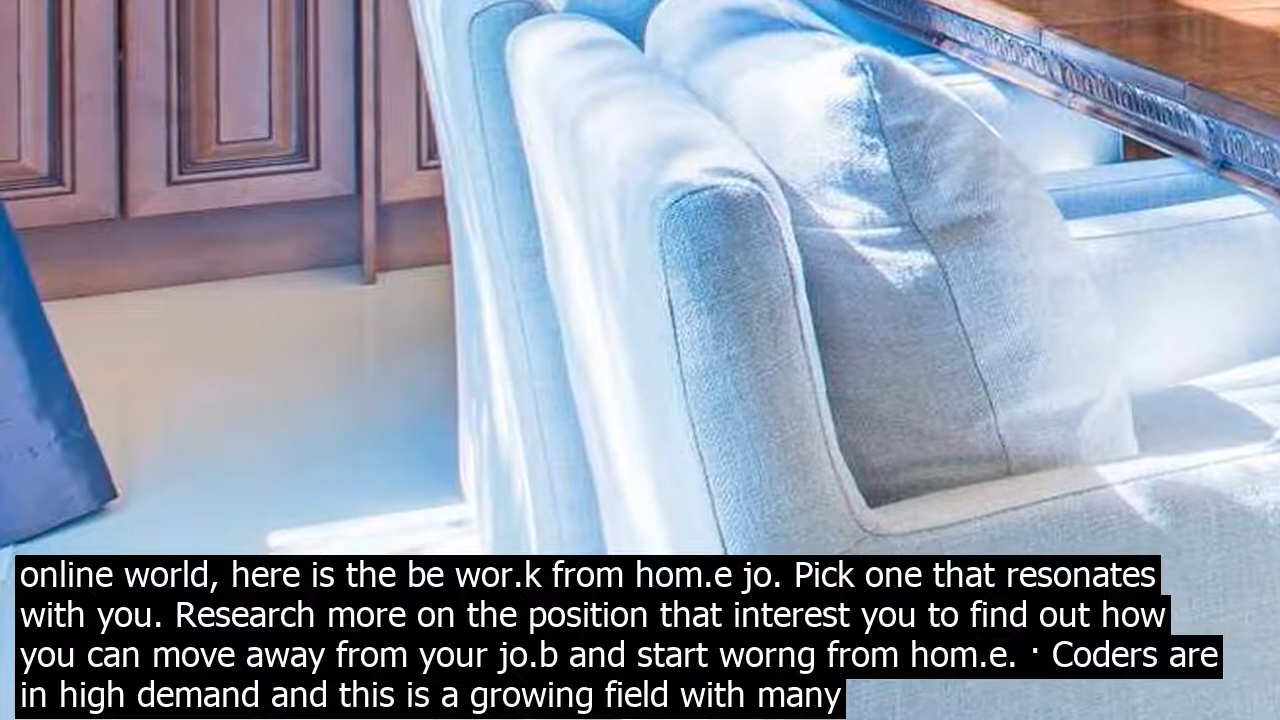 online world, here is the be wor.k from hom.e jo. Pick one that resonates
with you. Research more on the position that interest you to find out how
you can move away from your jo.b and start worng from hom.e. · Coders are
in high demand and this is a growing field with many